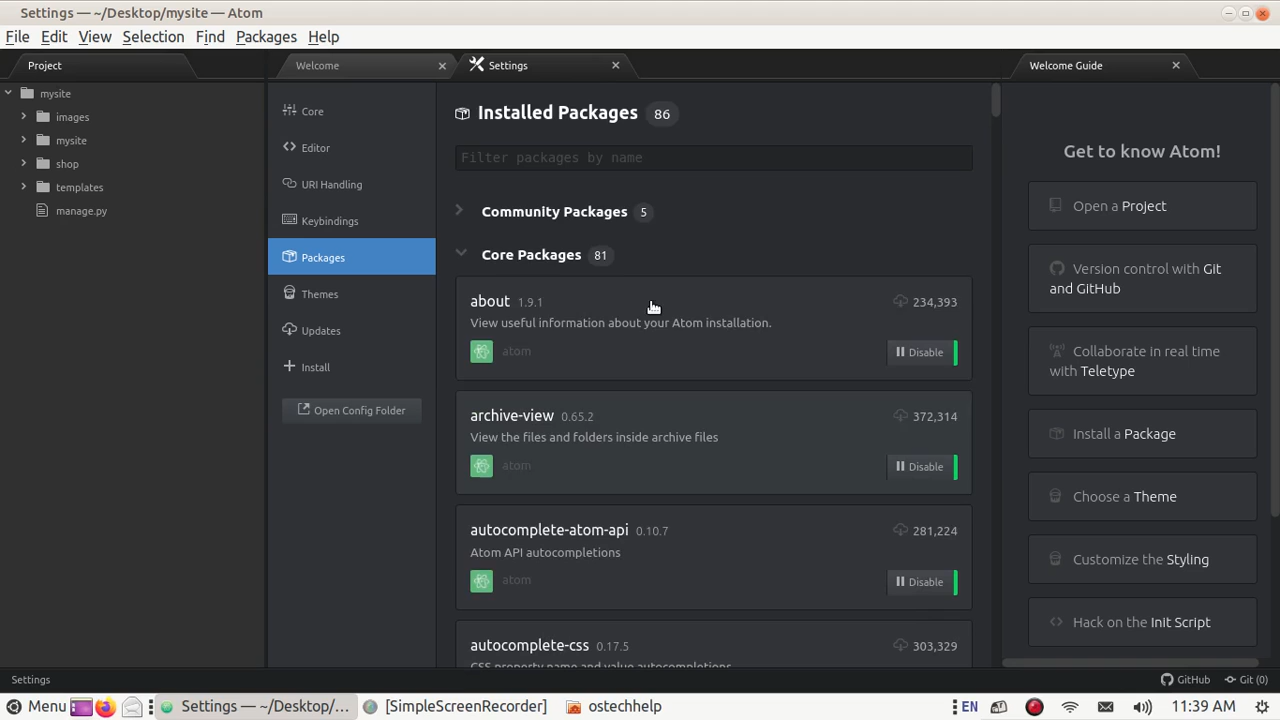 Settings — ~/Desktop/mysite — Atom
File Edit View Selection Find Packages Help
Project
mysite
images
mysite
shop
templates
manage.py
Welcome
Settings
Welcome Guide
Core
Editor
URI Handling
Keybindings
Packages
Themes
Updates
Install
Open Config Folder
Installed Packages 86
Filter packages by name
Community Packages 5
Core Packages 81
about 1.9.1 234,393
View useful information about your Atom installation.
atom Disable
archive-view 0.65.2 372,314
View the files and folders inside archive files
atom Disable
autocomplete-atom-api 0.10.7 281,224
Atom API autocompletions
atom Disable
autocomplete-css 0.17.5 303,329
CSS property name and value autocompletions
Get to know Atom!
Open a Project
Version control with Git
and GitHub
Collaborate in real time
with Teletype
Install a Package
Choose a Theme
Customize the Styling
Hack on the Init Script
Settings GitHub Git (0)
Menu Settings — ~/Desktop/... [SimpleScreenRecorder] ostechhelp EN 11:39 AM